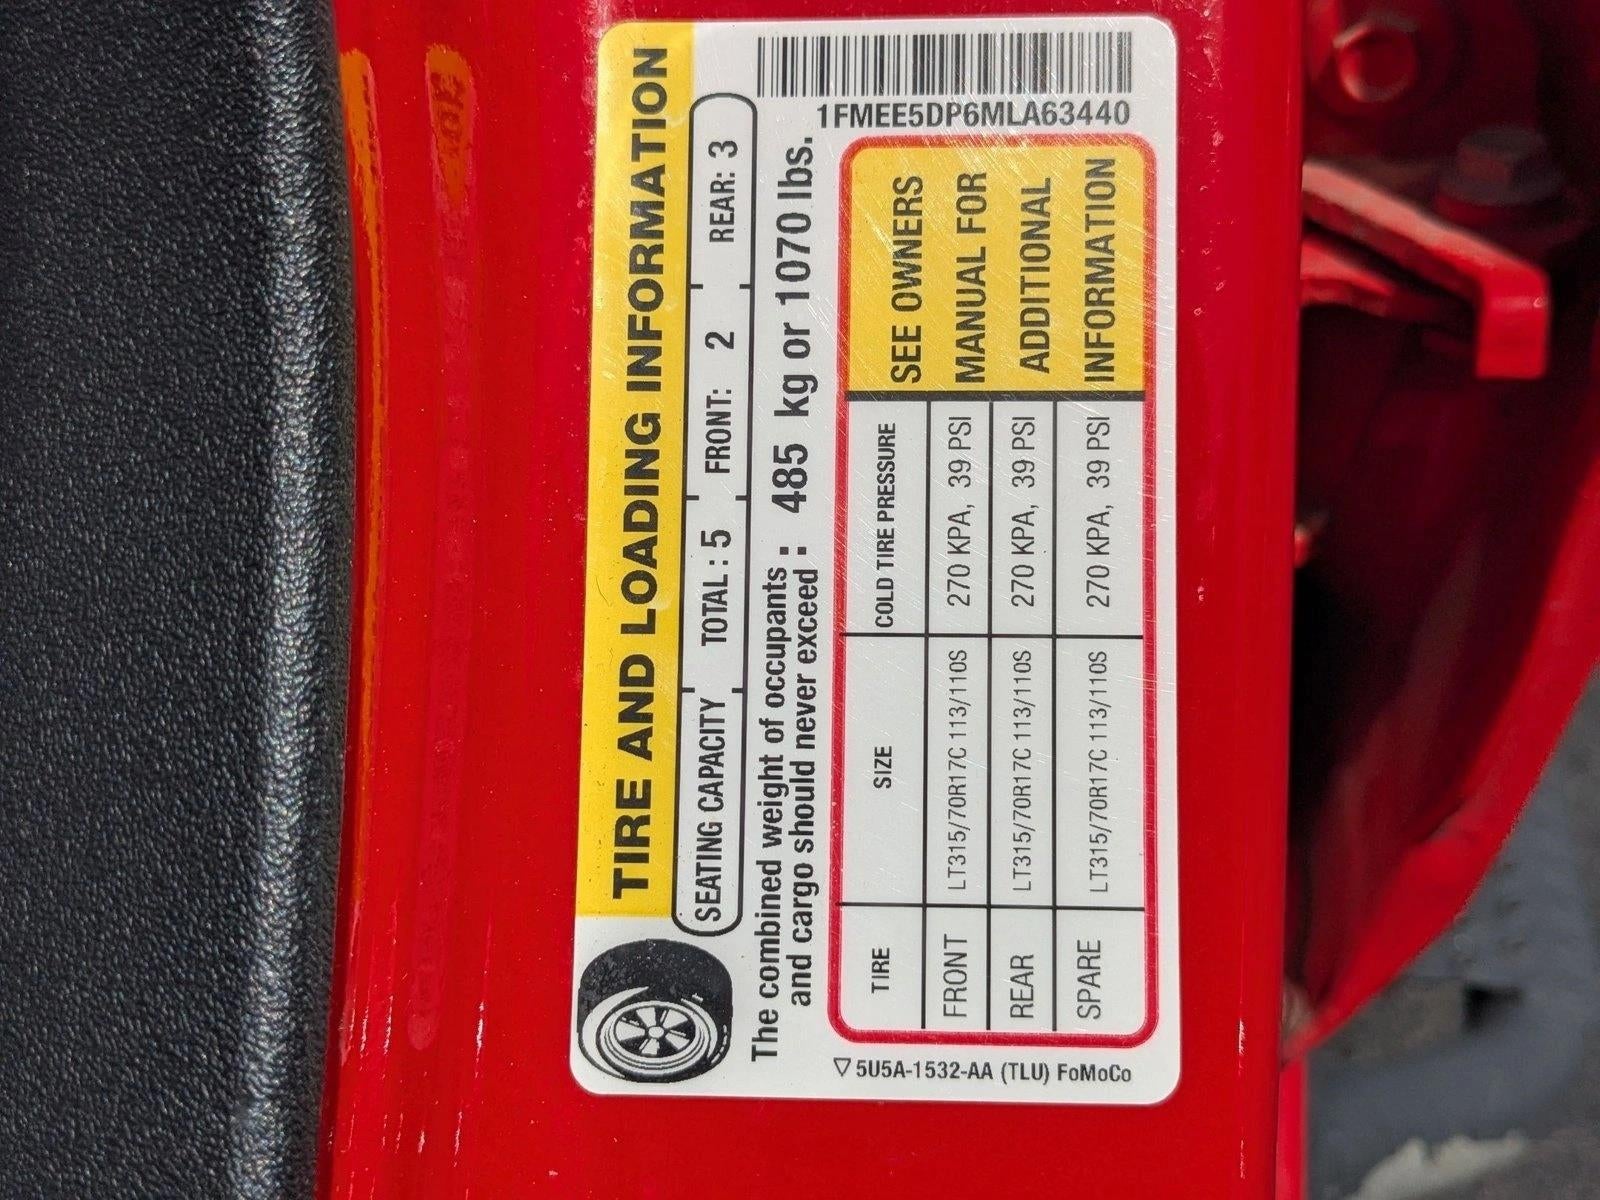 TIRE AND LOADING INFORMATION
SEATING CAPACITY TOTAL : 5 FRONT: 2 REAR: 3
The combined weight of occupants
and cargo should never exceed : 485 kg or 1070 lbs.
1FMEE5DP6MLA63440
TIRE SIZE COLD TIRE PRESSURE
FRONT LT315/70R17C 113/110S 270 KPA, 39 PSI
REAR LT315/70R17C 113/110S 270 KPA, 39 PSI
SPARE LT315/70R17C 113/110S 270 KPA, 39 PSI
SEE OWNERS
MANUAL FOR
ADDITIONAL
INFORMATION
▽ 5U5A-1532-AA (TLU) FoMoCo